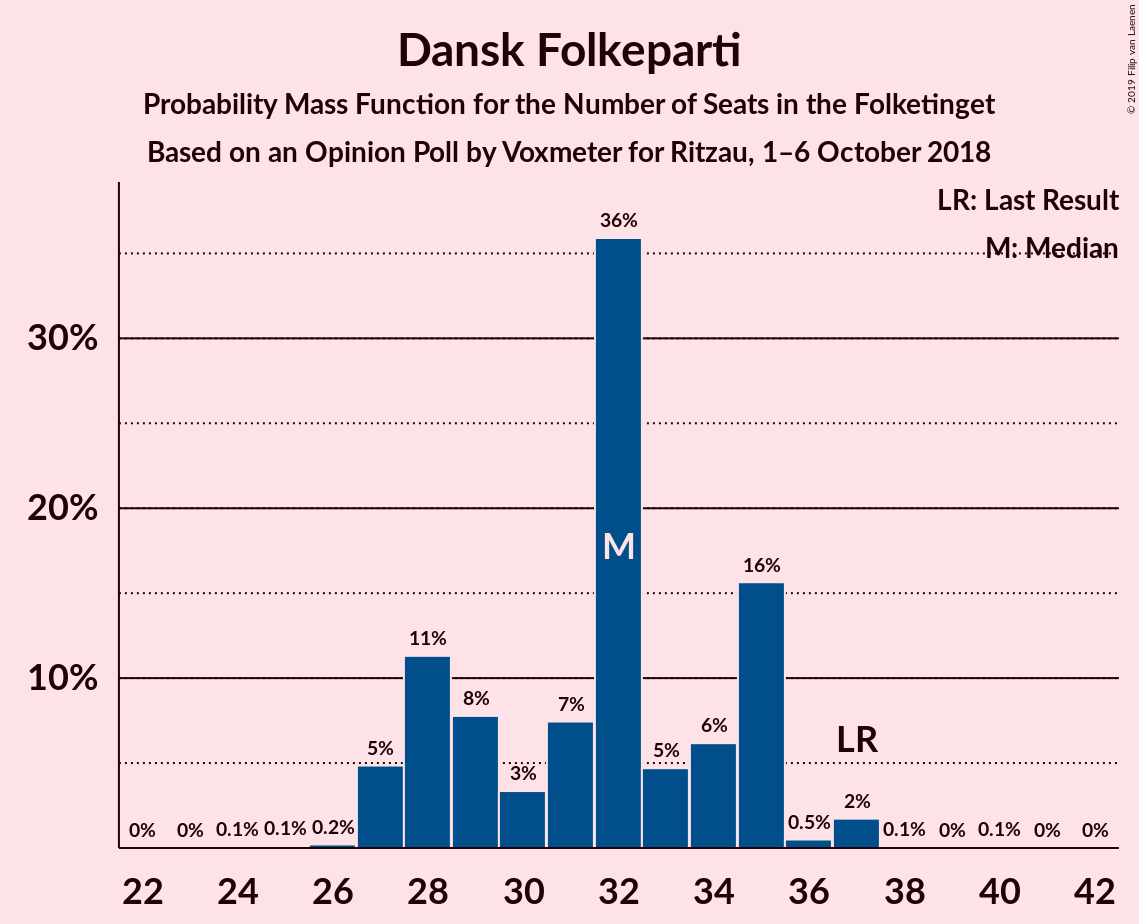 Dansk Folkeparti
Probability Mass Function for the Number of Seats in the Folketinget
Based on an Opinion Poll by Voxmeter for Ritzau, 1–6 October 2018
© 2019 Filip van Laenen
LR: Last Result
M: Median
30%
20%
10%
0% 0% 0.1% 0.1% 0.2% 5% 11% 8% 3% 7% 36% 5% 6% 16% 0.5% 2% 0.1% 0% 0.1% 0% 0%
M
LR
22 24 26 28 30 32 34 36 38 40 42